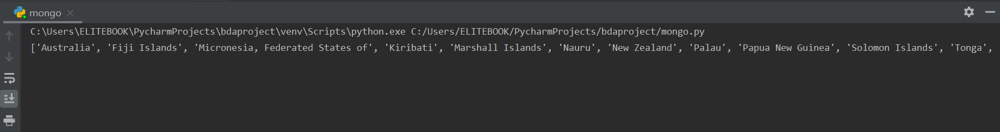 mongo
C:\Users\ELITEBOOK\PycharmProjects\bdaproject\venv\Scripts\python.exe C:/Users/ELITEBOOK/PycharmProjects/bdaproject/mongo.py
['Australia', 'Fiji Islands', 'Micronesia, Federated States of', 'Kiribati', 'Marshall Islands', 'Nauru', 'New Zealand', 'Palau', 'Papua New Guinea', 'Solomon Islands', 'Tonga',